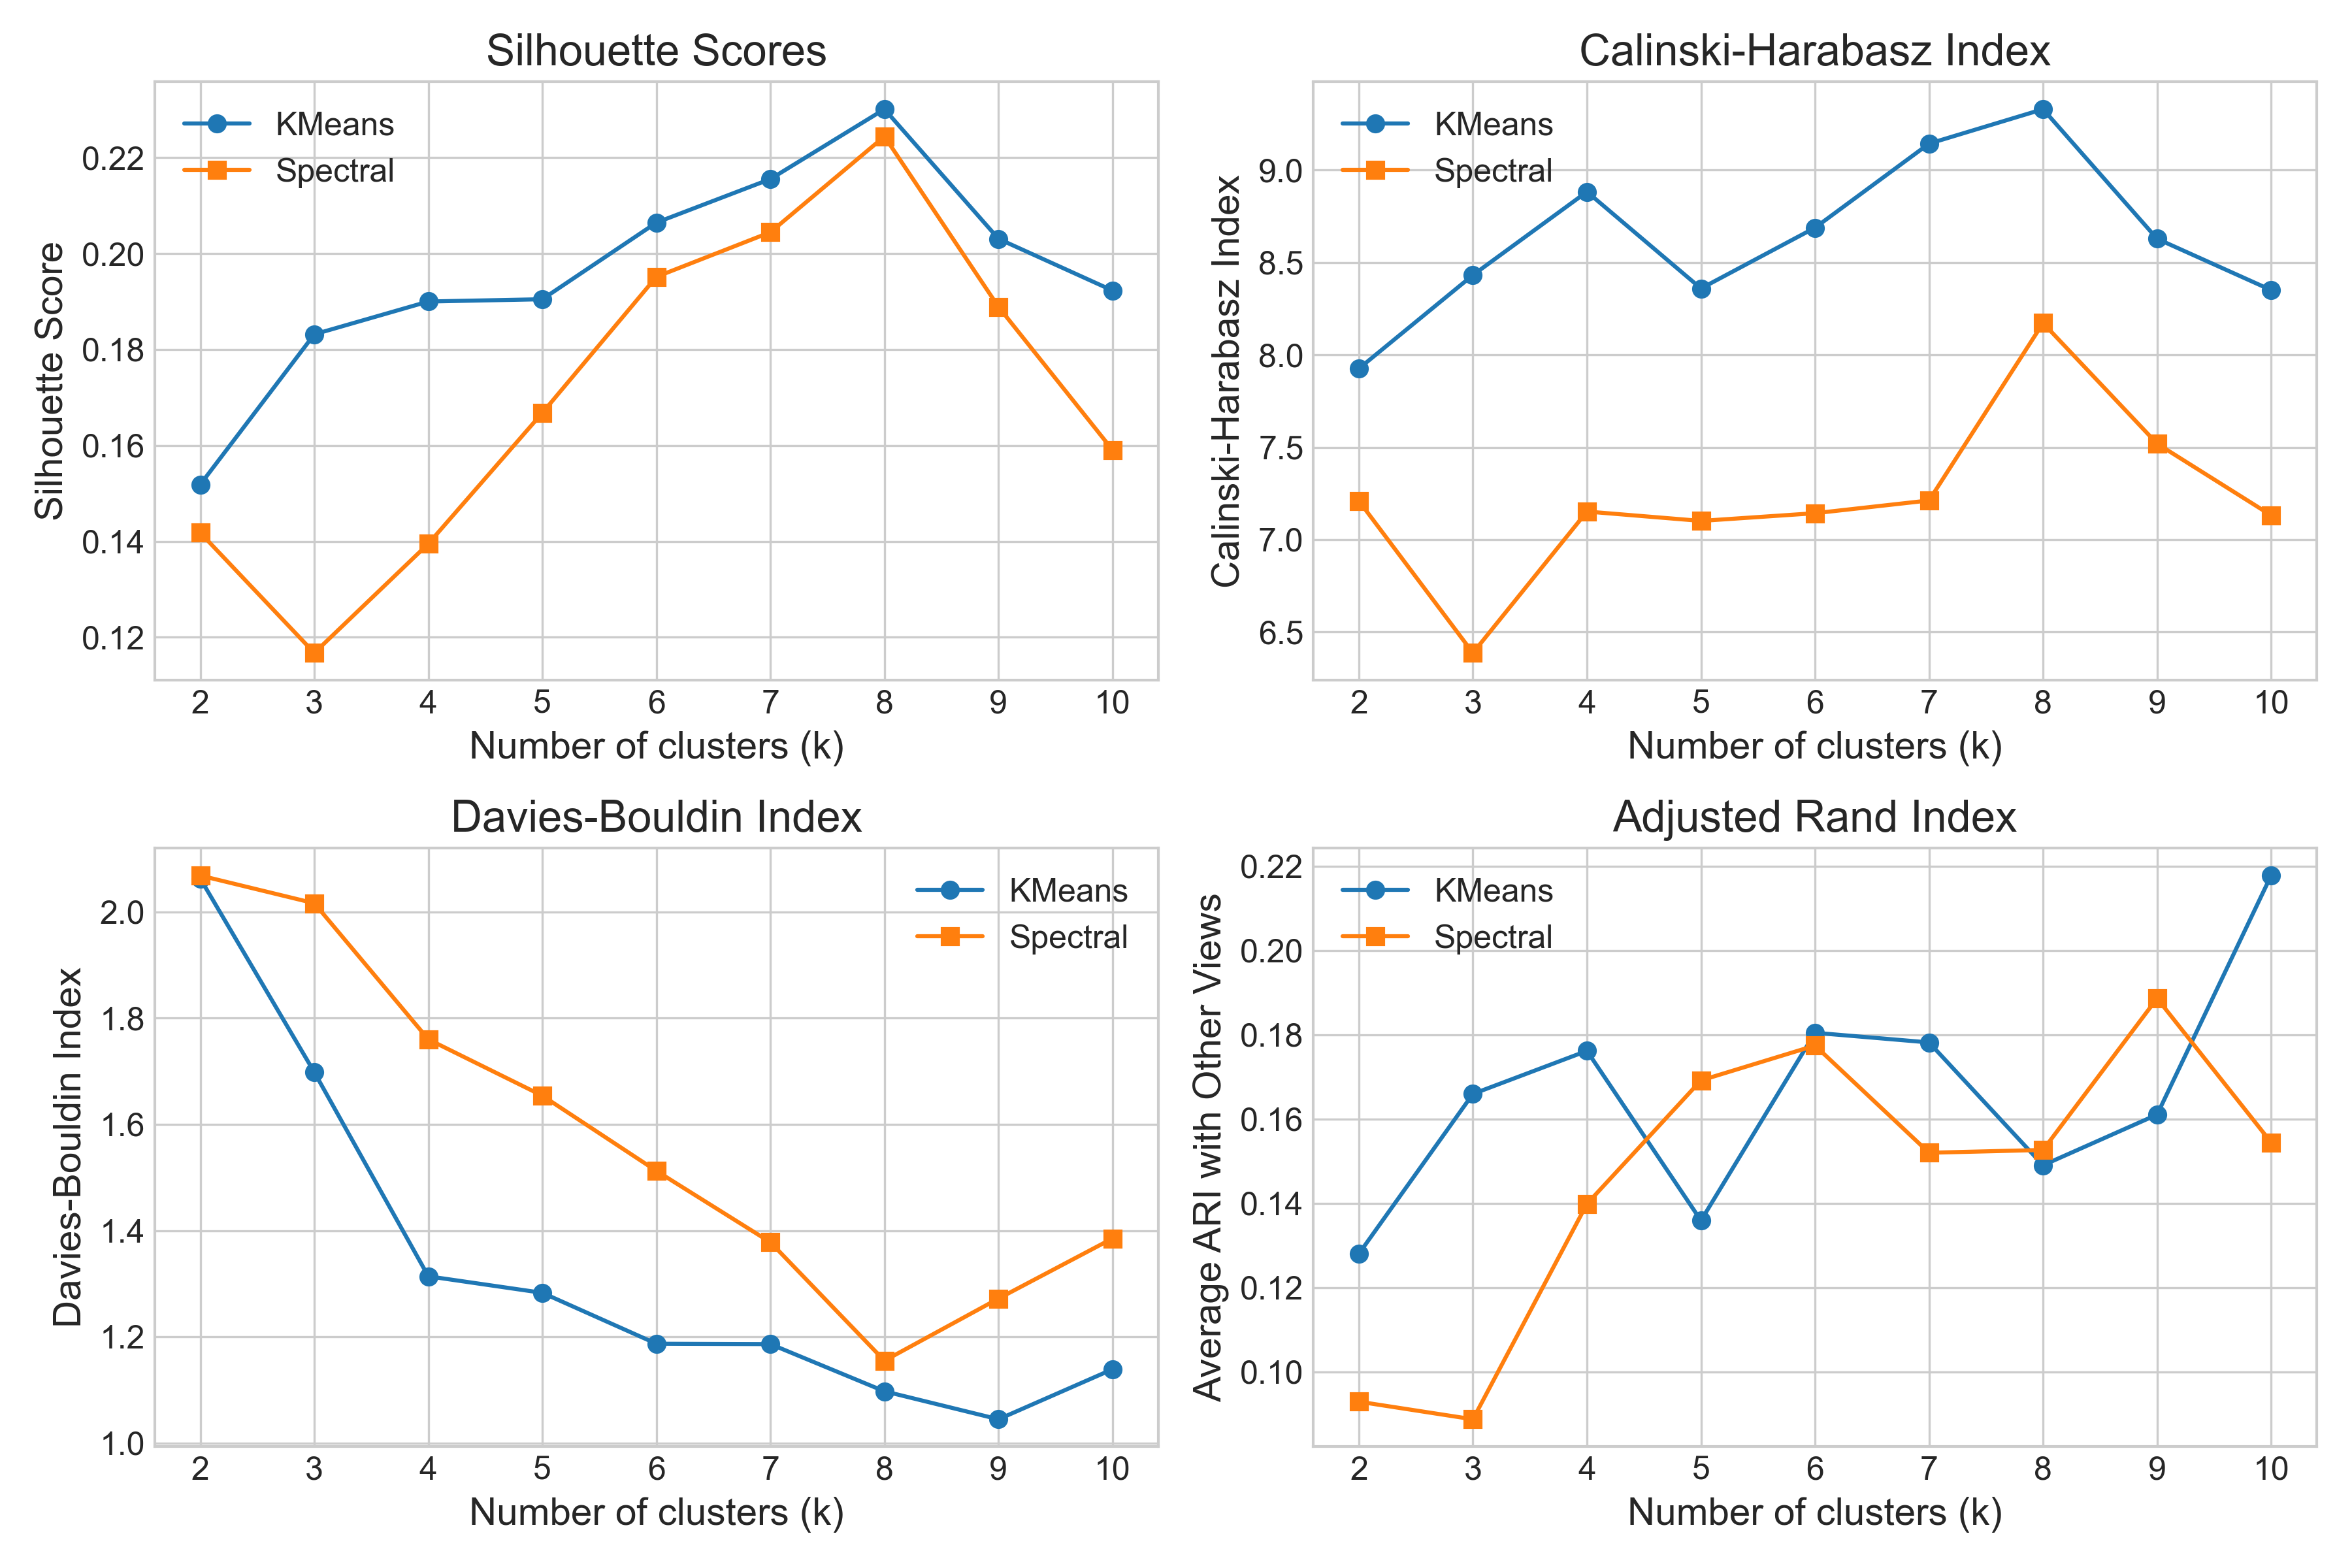 Silhouette Scores
KMeans
Spectral
Silhouette Score
0.22
0.20
0.18
0.16
0.14
0.12
2 3 4 5 6 7 8 9 10
Number of clusters (k)
Calinski-Harabasz Index
KMeans
Spectral
Calinski-Harabasz Index
9.0
8.5
8.0
7.5
7.0
6.5
2 3 4 5 6 7 8 9 10
Number of clusters (k)
Davies-Bouldin Index
KMeans
Spectral
Davies-Bouldin Index
2.0
1.8
1.6
1.4
1.2
1.0
2 3 4 5 6 7 8 9 10
Number of clusters (k)
Adjusted Rand Index
KMeans
Spectral
Average ARI with Other Views
0.22
0.20
0.18
0.16
0.14
0.12
0.10
2 3 4 5 6 7 8 9 10
Number of clusters (k)